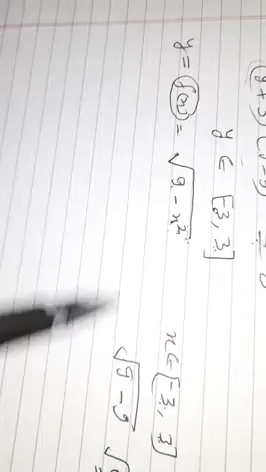 y ∈ [-3, 3]
y = f(x) = √9 - x²
x ∈ [-3, 3]
√9 - 9